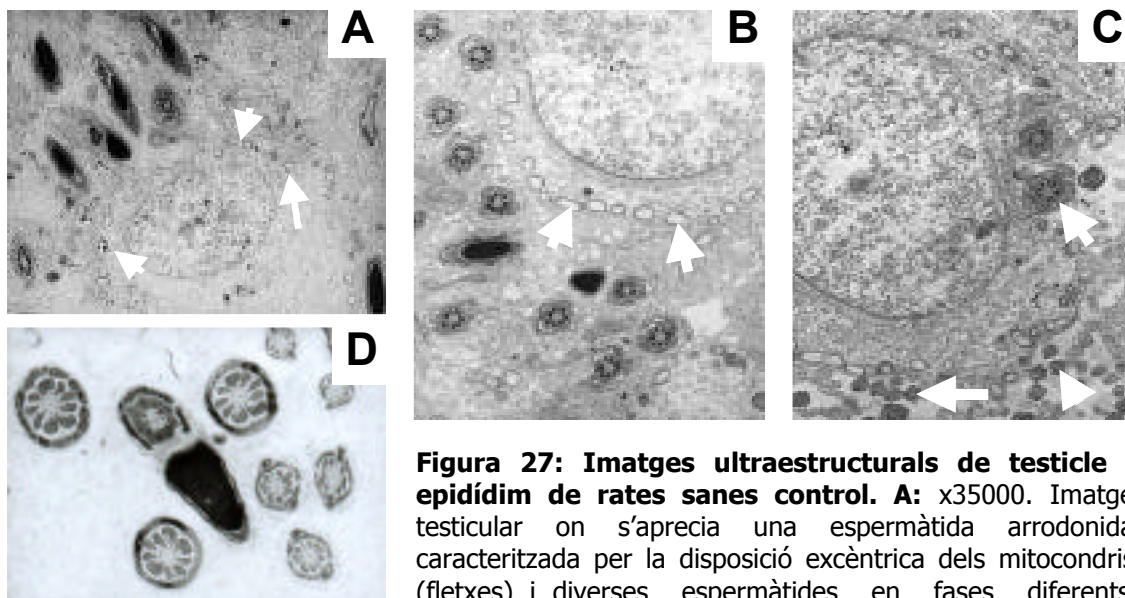 A
B
C
D
Figura 27: Imatges ultraestructurals de testicle
epidídim de rates sanes control. A: x35000. Imatge
testicular on s'aprecia una espermàtida arrodonida
caracteritzada per la disposició excèntrica dels mitocondris
(fletxes) i diverses espermàtides en fases diferents